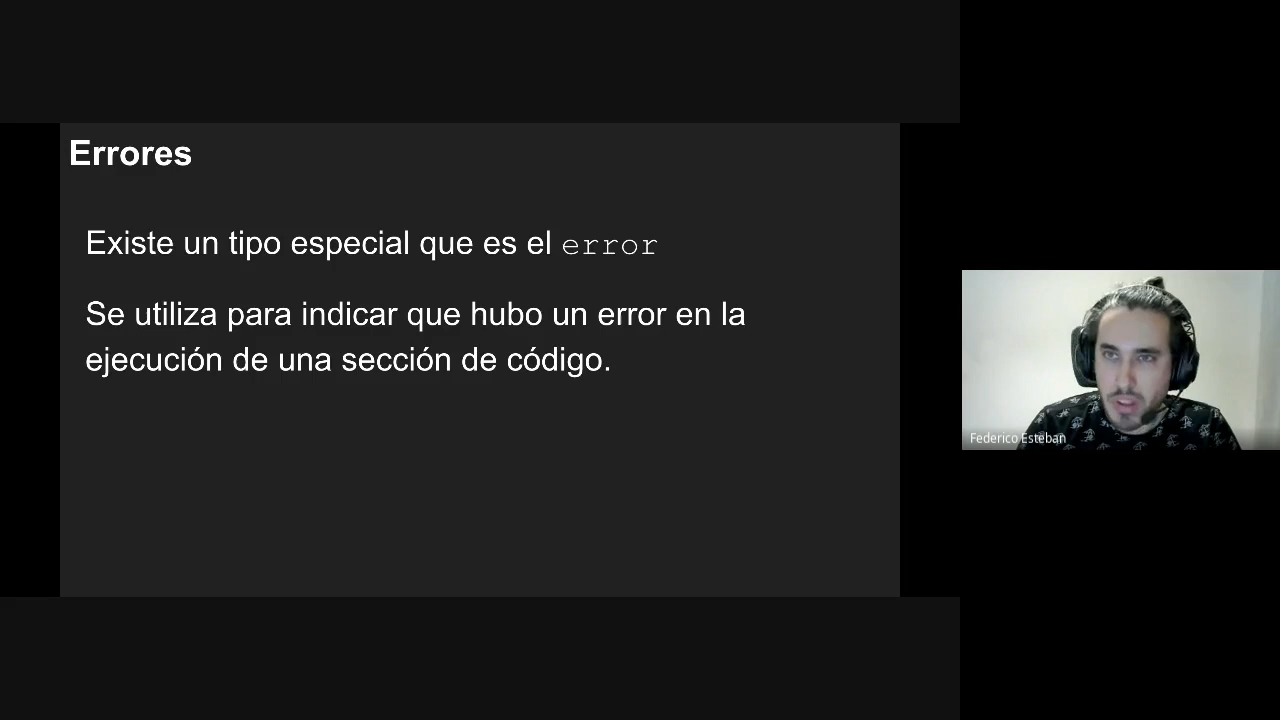 Errores
Existe un tipo especial que es el error
Se utiliza para indicar que hubo un error en la
ejecución de una sección de código.
Federico Esteban